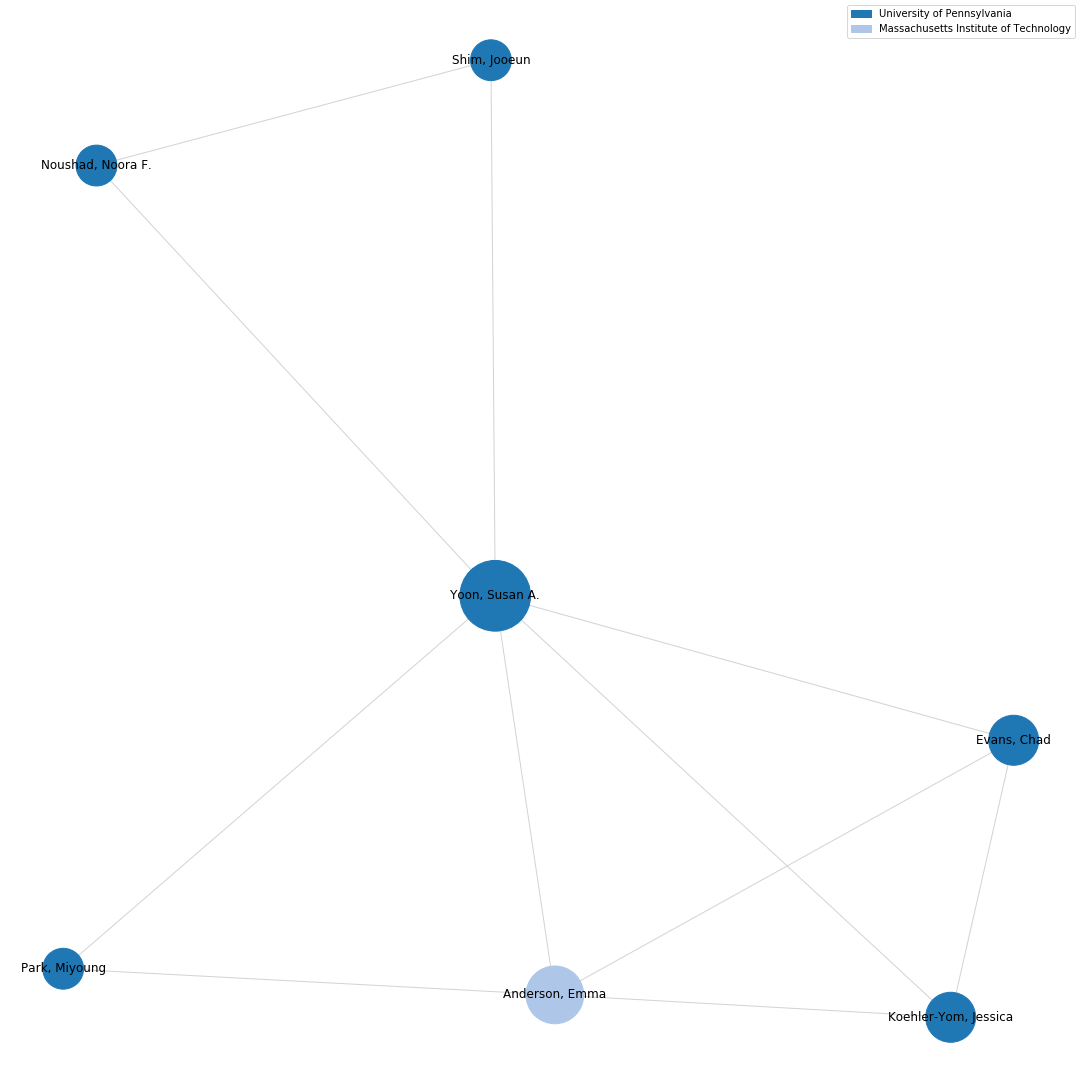 University of Pennsylvania
Massachusetts Institute of Technology
Shim, Jooeun
Noushad, Noora F.
Yoon, Susan A.
Evans, Chad
Park, Miyoung
Anderson, Emma
Koehler-Yom, Jessica